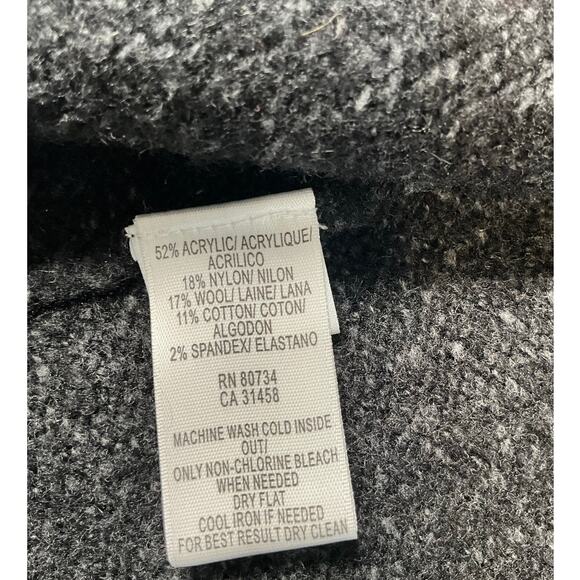 52% ACRYLIC/ ACRYLIQUE/
ACRILICO
18% NYLON/ NILON
17% WOOL/ LAINE/ LANA
11% COTTON/ COTON/
ALGODON
2% SPANDEX/ ELASTANO
RN 80734
CA 31458
MACHINE WASH COLD INSIDE
OUT/
ONLY NON-CHLORINE BLEACH
WHEN NEEDED
DRY FLAT
COOL IRON IF NEEDED
FOR BEST RESULT DRY CLEAN